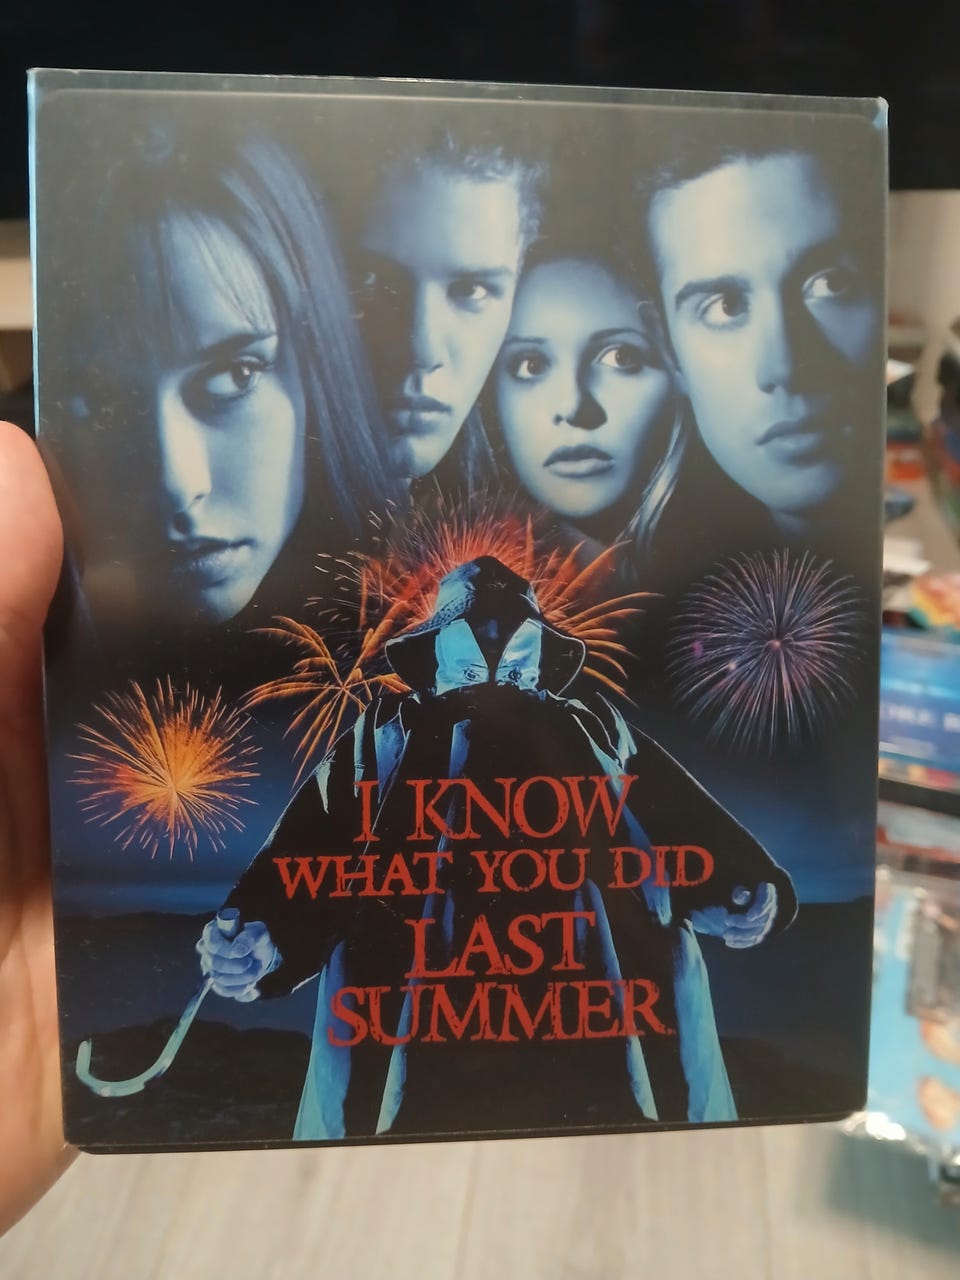 I KNOW
WHAT YOU DID
LAST
SUMMER